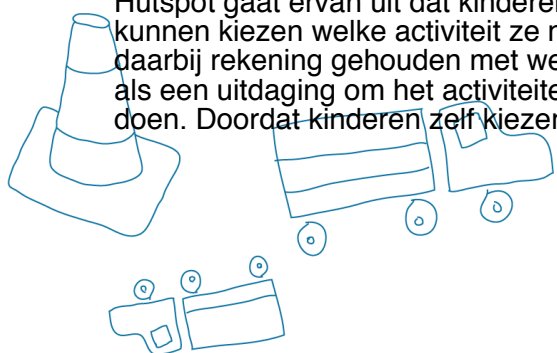 Hutspot gaat ervan uit dat kinderen
kunnen kiezen welke activiteit ze
daarbij rekening gehouden met
als een uitdaging om het
doen. Doordat kinderen zelf kiezen